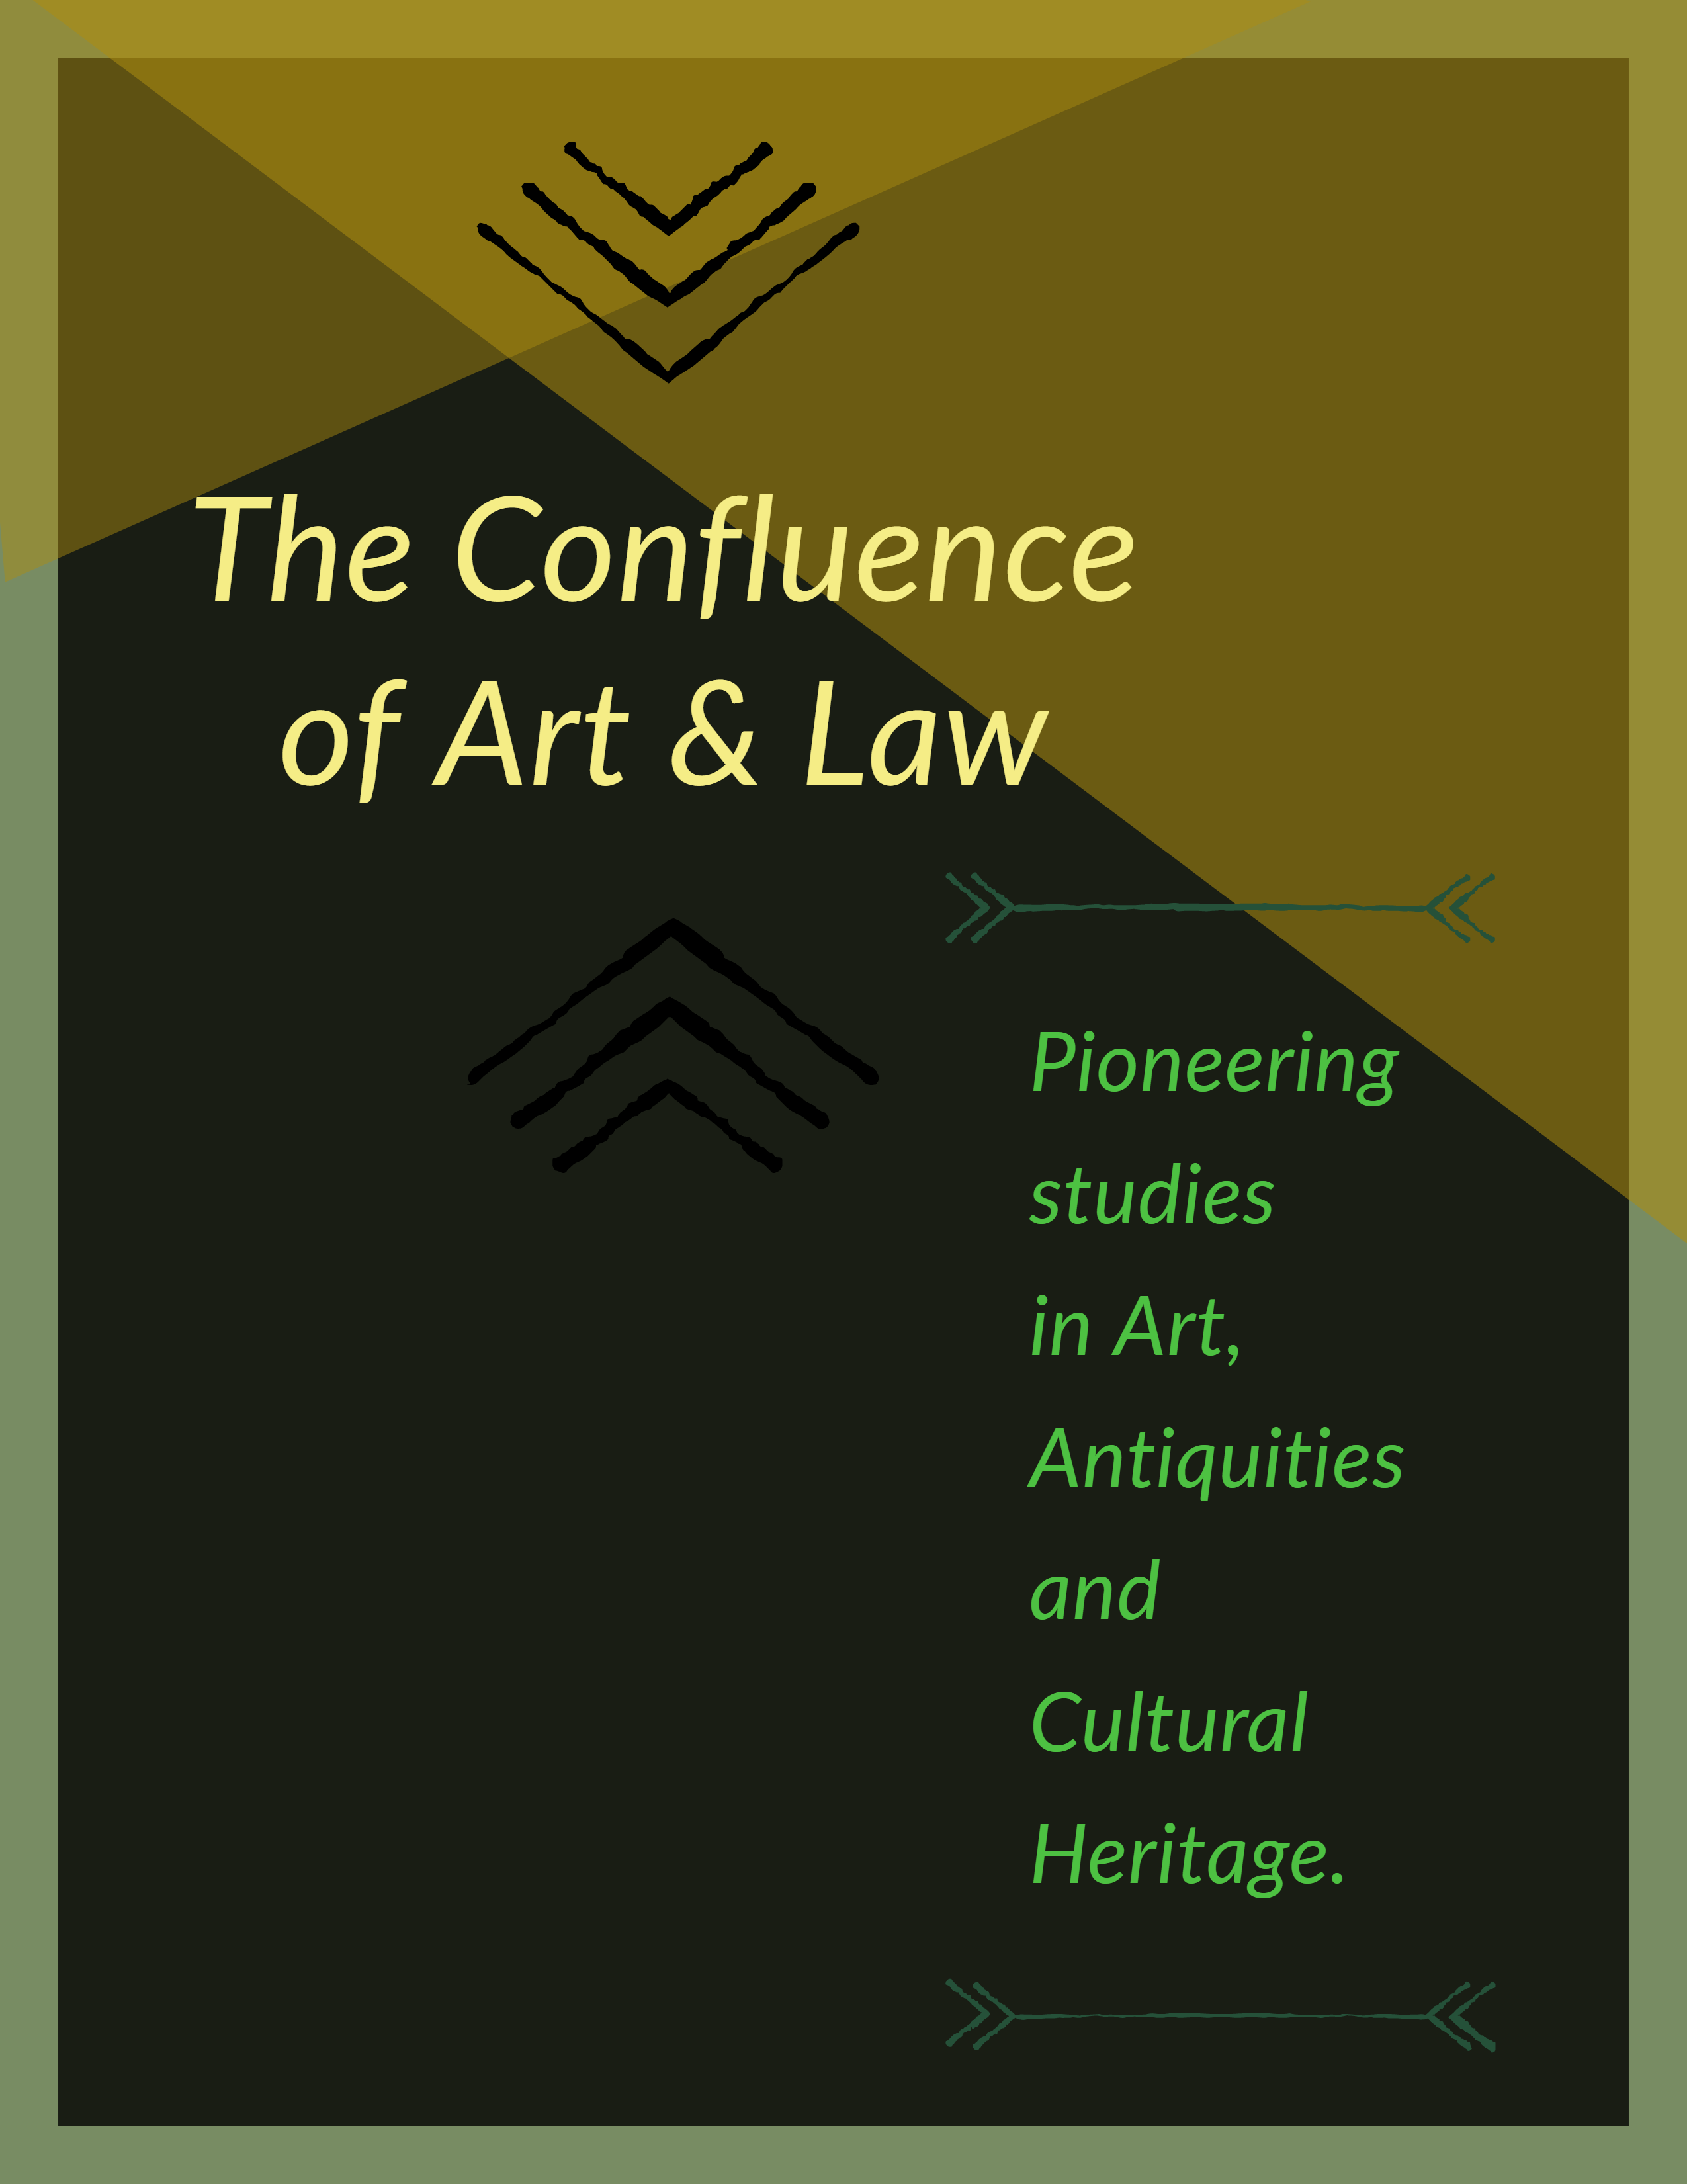 The Confluence
of Art & Law
Pioneering
studies
in Art,
Antiquities
and
Cultural
Heritage.